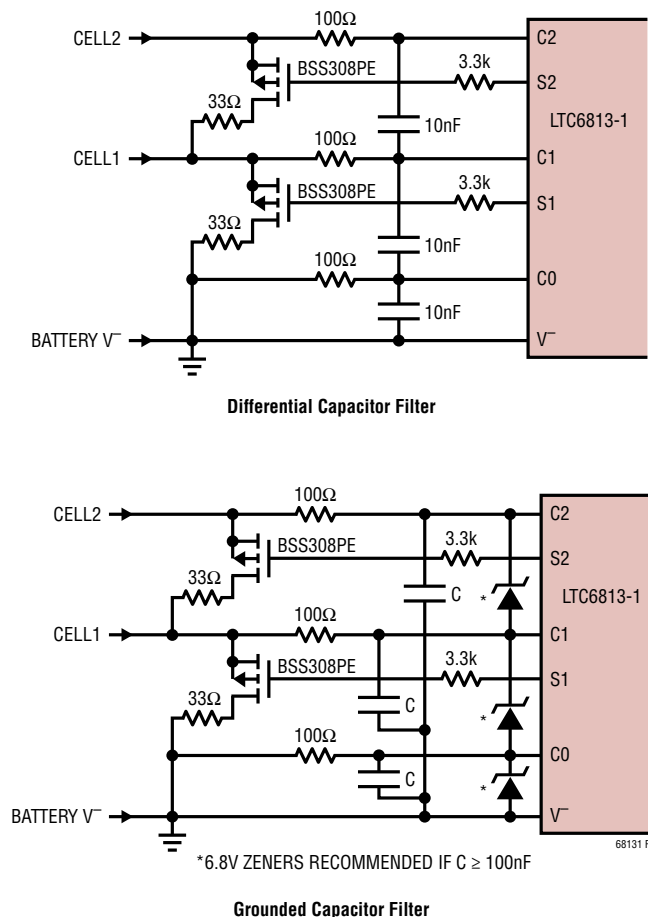 100Ω
CELL2
C2
BSS308PE
3.3k
S2
33Ω
LTC6813-1
10nF
CELL1
100Ω
C1
BSS308PE
3.3k
S1
33Ω
10nF
100Ω
C0
10nF
BATTERY V–
V–
Differential Capacitor Filter
100Ω
CELL2
C2
BSS308PE
3.3k
S2
33Ω
C
*
LTC6813-1
CELL1
100Ω
C1
BSS308PE
3.3k
S1
33Ω
C
*
100Ω
C0
C
*
BATTERY V–
V–
68131 F
*6.8V ZENERS RECOMMENDED IF C ≥ 100nF
Grounded Capacitor Filter